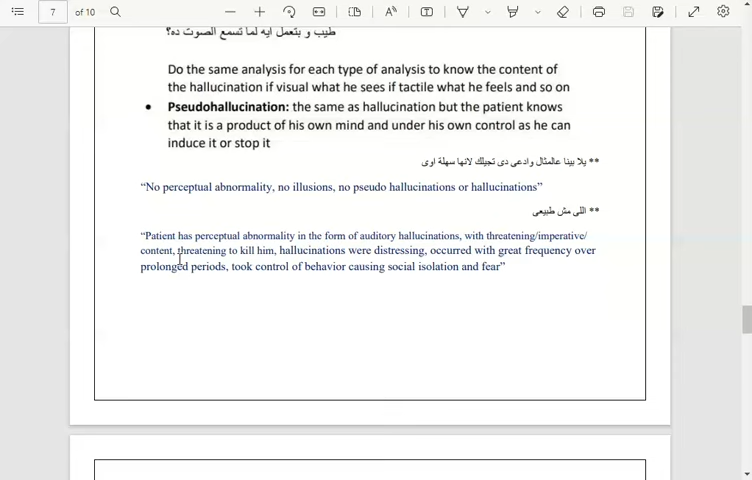 7 of 10
طيب و بتعمل ايه لما تسمع الصوت ده؟
Do the same analysis for each type of analysis to know the content of
the hallucination if visual what he sees if tactile what he feels and so on
• Pseudohallucination: the same as hallucination but the patient knows
that it is a product of his own mind and under his own control as he can
induce it or stop it
** يلا بينا عالمثال وادعى دى تجيلك لانها سهلة اوى
“No perceptual abnormality, no illusions, no pseudo hallucinations or hallucinations”
** اللى مش طبيعى
“Patient has perceptual abnormality in the form of auditory hallucinations, with threatening/imperative/
content, threatening to kill him, hallucinations were distressing, occurred with great frequency over
prolonged periods, took control of behavior causing social isolation and fear”